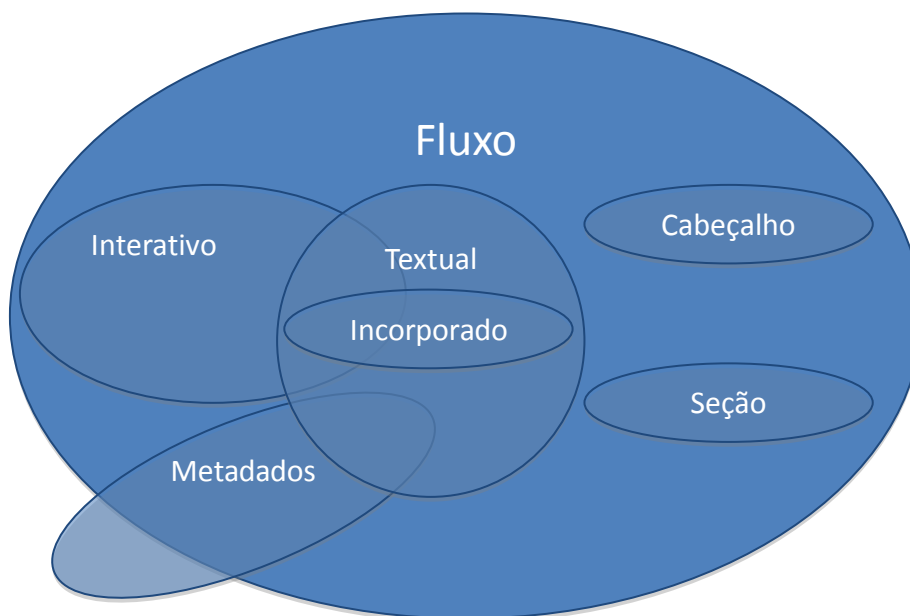 Fluxo
Cabeçalho
Interativo
Textual
Incorporado
Seção
Metadados